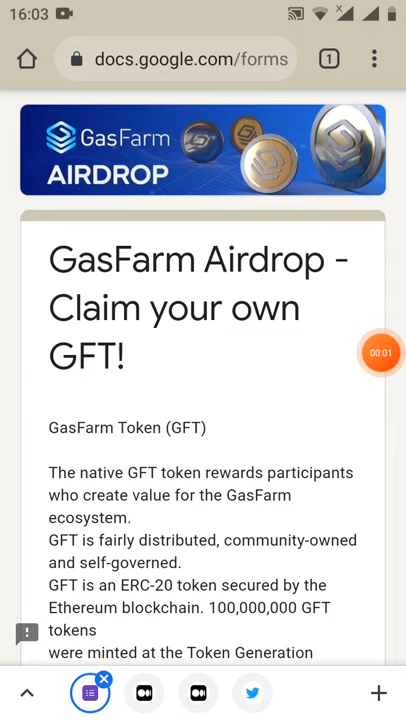 16:03
docs.google.com/forms
1
GasFarm
AIRDROP
GasFarm Airdrop -
Claim your own
GFT!
00:01
GasFarm Token (GFT)
The native GFT token rewards participants
who create value for the GasFarm
ecosystem.
GFT is fairly distributed, community-owned
and self-governed.
GFT is an ERC-20 token secured by the
Ethereum blockchain. 100,000,000 GFT
tokens
were minted at the Token Generation